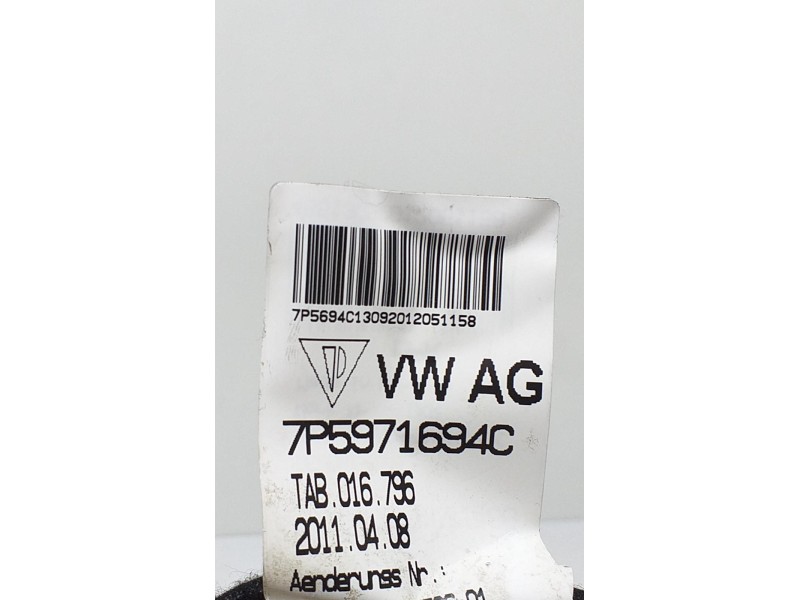 7P5694C13092012051158
VW AG
7P5971694C
TAB.016.796
2011.04.08
Aenderungs Nr.: